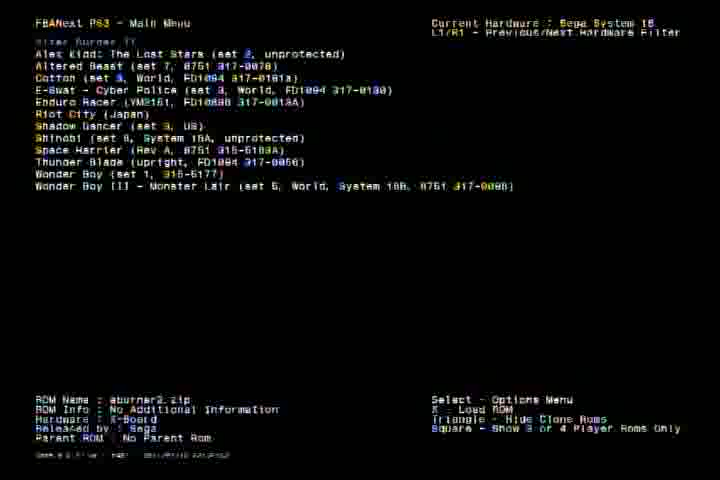 FBANext PS3 - Main Menu
Current Hardware : Sega System 16
L1/R1 - Previous/Next Hardware Filter
After Burner II
Alex Kidd: The Lost Stars (set 2, unprotected)
Altered Beast (set 7, 8751 317-0078)
Cotton (set 3, World, FD1094 317-0181a)
E-Swat - Cyber Police (set 3, World, FD1094 317-0130)
Enduro Racer (YM2151, FD1089B 317-0013A)
Riot City (Japan)
Shadow Dancer (set 3, US)
Shinobi (set 6, System 16A, unprotected)
Space Harrier (Rev A, 8751 315-5163A)
Thunder Blade (upright, FD1094 317-0056)
Wonder Boy (set 1, 315-5177)
Wonder Boy III - Monster Lair (set 5, World, System 16B, 8751 317-0098)
ROM Name : aburner2.zip
ROM Info : No Additional Information
Hardware : X-Board
Released by : Sega
Parent ROM : No Parent Rom
Select - Options Menu
X - Load ROM
Triangle - Hide Clone Roms
Square - Show 3 or 4 Player Roms Only